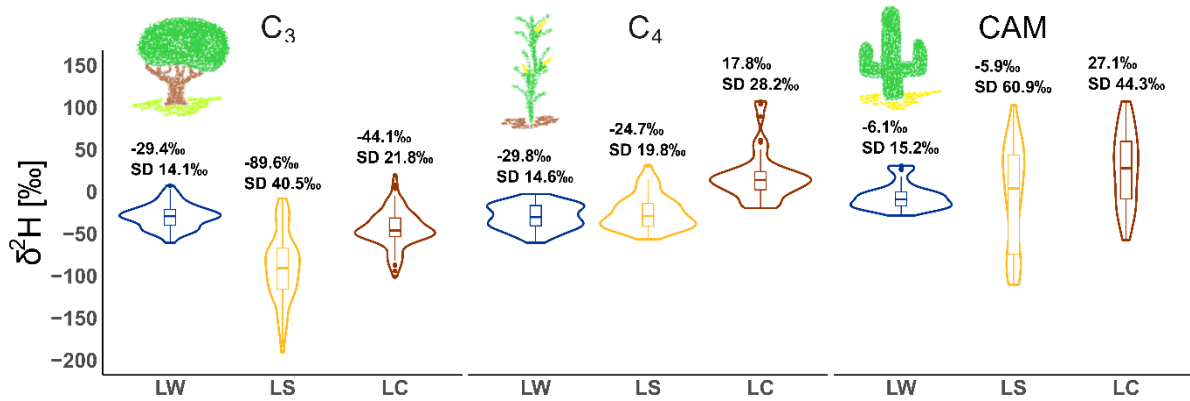 C₃
C₄
CAM
δ²H [‰]
150
100
50
0
−50
−100
−150
−200
-29.4‰
SD 14.1‰
-89.6‰
SD 40.5‰
-44.1‰
SD 21.8‰
-29.8‰
SD 14.6‰
-24.7‰
SD 19.8‰
17.8‰
SD 28.2‰
-6.1‰
SD 15.2‰
-5.9‰
SD 60.9‰
27.1‰
SD 44.3‰
LW
LS
LC
LW
LS
LC
LW
LS
LC